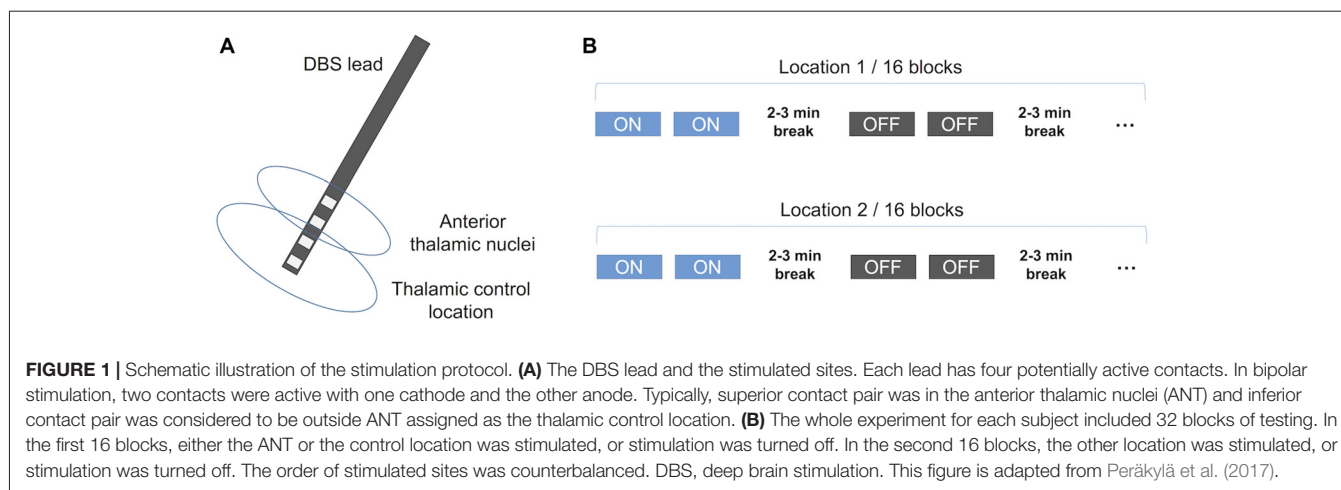 A
DBS lead
Anterior
thalamic nuclei
Thalamic control
location
B
Location 1 / 16 blocks
ON ON 2-3 min break OFF OFF 2-3 min break ...
Location 2 / 16 blocks
ON ON 2-3 min break OFF OFF 2-3 min break ...
FIGURE 1 | Schematic illustration of the stimulation protocol. (A) The DBS lead and the stimulated sites. Each lead has four potentially active contacts. In bipolar
stimulation, two contacts were active with one cathode and the other anode. Typically, superior contact pair was in the anterior thalamic nuclei (ANT) and inferior
contact pair was considered to be outside ANT assigned as the thalamic control location. (B) The whole experiment for each subject included 32 blocks of testing. In
the first 16 blocks, either the ANT or the control location was stimulated, or stimulation was turned off. In the second 16 blocks, the other location was stimulated, or
stimulation was turned off. The order of stimulated sites was counterbalanced. DBS, deep brain stimulation. This figure is adapted from Peräkylä et al. (2017).